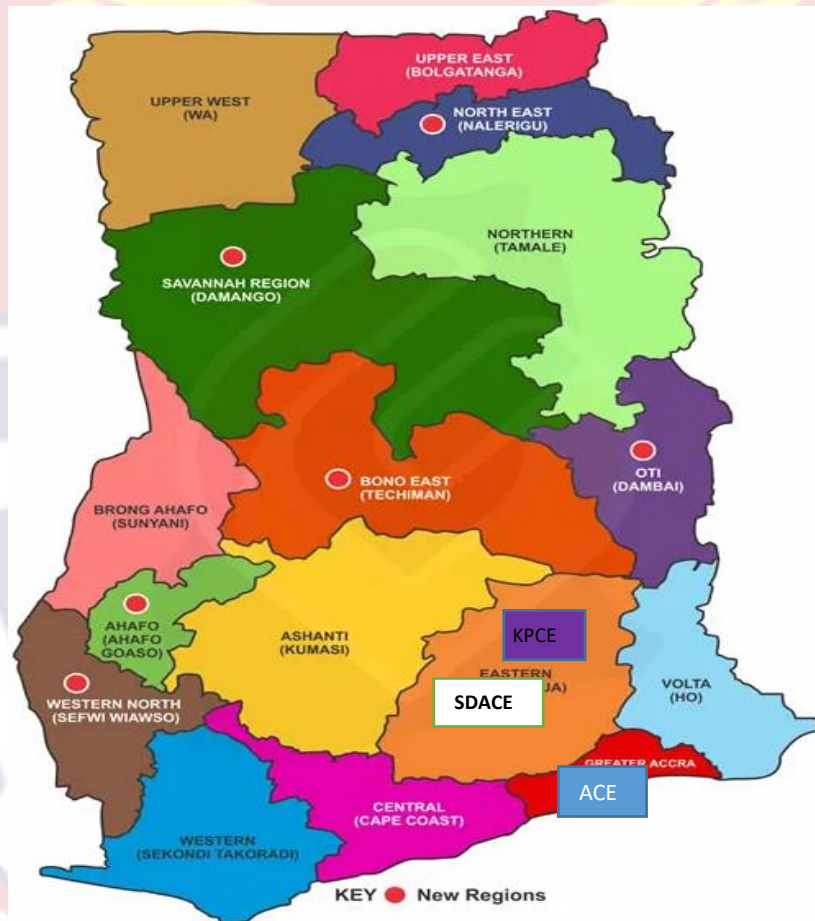 UPPER EAST
(BOLGATANGA)
UPPER WEST
(WA)
NORTH EAST
(NALERIGU)
NORTHERN
(TAMALE)
SAVANNAH REGION
(DAMANGO)
OTI
(DAMBAI)
BONO EAST
(TECHIMAN)
BRONG AHAFO
(SUNYANI)
AHAFO
(AHAFO
GOASO)
ASHANTI
(KUMASI)
KPCE
EASTERN
JA)
SDACE
VOLTA
(HO)
WESTERN NORTH
(SEFWI WIAWSO)
GREATER ACCRA
ACE
CENTRAL
(CAPE COAST)
WESTERN
(SEKONDI TAKORADI)
KEY New Regions